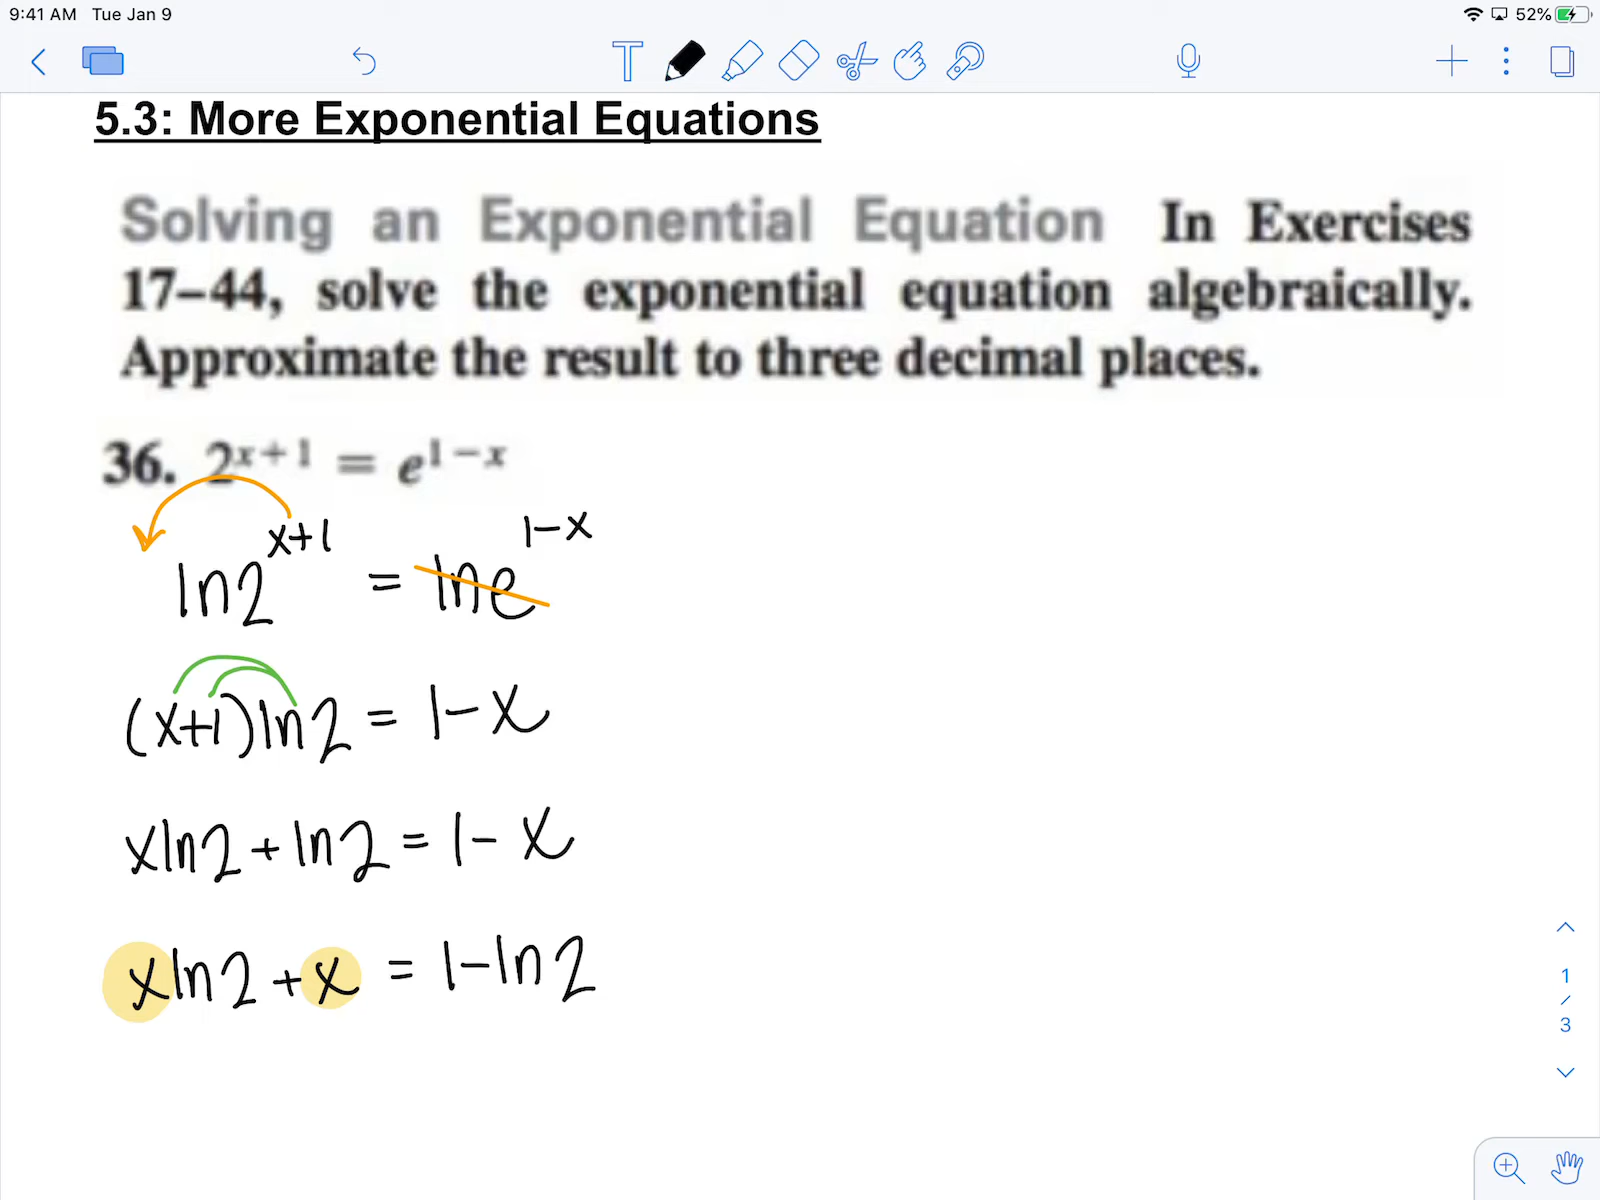 9:41 AM Tue Jan 9 52%
T
5.3: More Exponential Equations
Solving an Exponential Equation In Exercises
17–44, solve the exponential equation algebraically.
Approximate the result to three decimal places.
36. 2^{x+1} = e^{1-x}
ln2^{x+1} = lne^{1-x}
(x+1)ln2 = 1-x
xln2 + ln2 = 1 - x
xln2 + x = 1-ln2
1
/
3